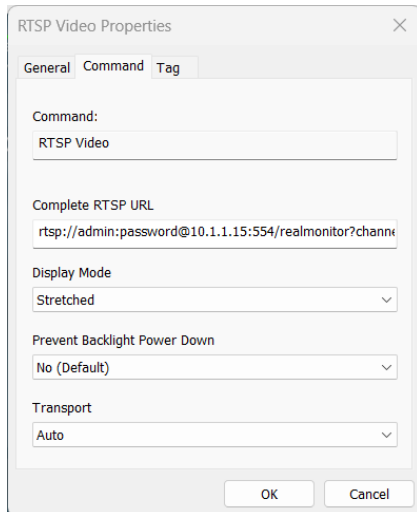 RTSP Video Properties
General Command Tag
Command:
RTSP Video
Complete RTSP URL
rtsp://admin:password@10.1.1.15:554/realmonitor?channe
Display Mode
Stretched
Prevent Backlight Power Down
No (Default)
Transport
Auto
OK Cancel